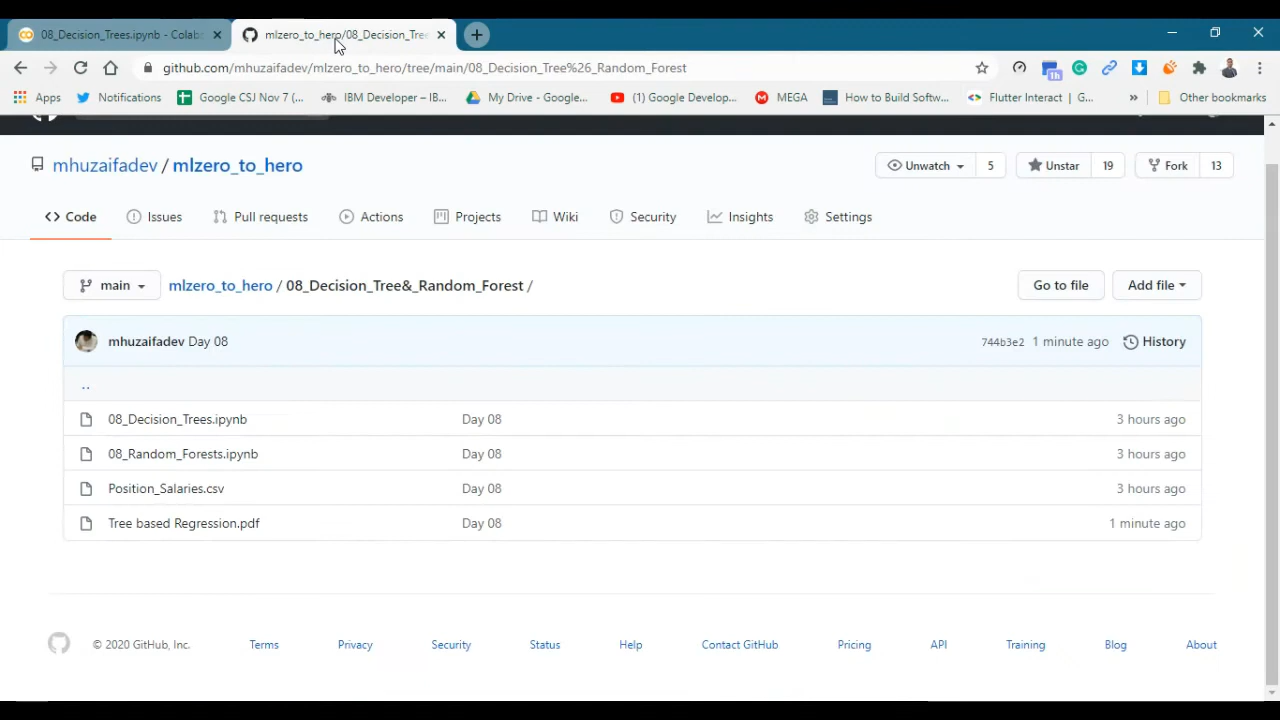 08_Decision_Trees.ipynb - Colab
mlzero_to_hero/08_Decision_Tre
github.com/mhuzaifadev/mlzero_to_hero/tree/main/08_Decision_Tree%26_Random_Forest
1h
Apps Notifications Google CSJ Nov 7 (... IBM Developer – IB... My Drive - Google... (1) Google Develop... MEGA How to Build Softw... Flutter Interact | G... » Other bookmarks
mhuzaifadev / mlzero_to_hero Unwatch 5 Unstar 19 Fork 13
Code Issues Pull requests Actions Projects Wiki Security Insights Settings
main mlzero_to_hero / 08_Decision_Tree&_Random_Forest / Go to file Add file
mhuzaifadev Day 08 744b3e2 1 minute ago History
..
08_Decision_Trees.ipynb Day 08 3 hours ago
08_Random_Forests.ipynb Day 08 3 hours ago
Position_Salaries.csv Day 08 3 hours ago
Tree based Regression.pdf Day 08 1 minute ago
© 2020 GitHub, Inc. Terms Privacy Security Status Help Contact GitHub Pricing API Training Blog About